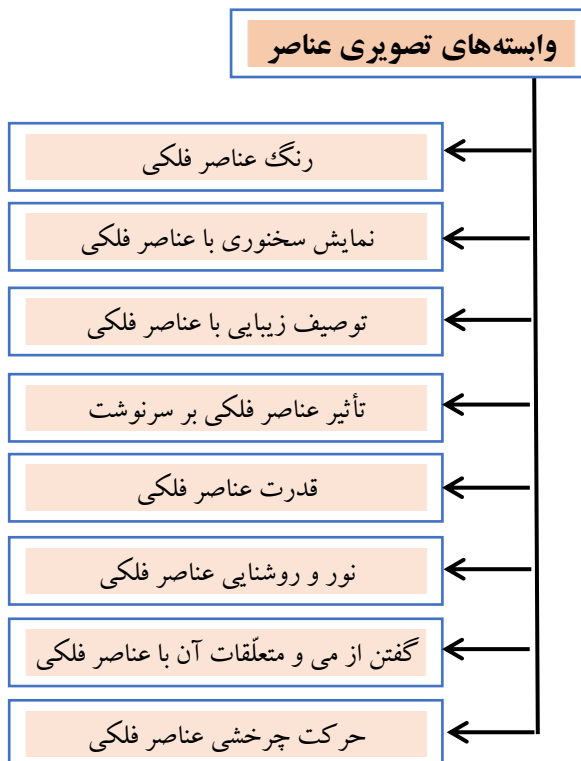 وابسته‌های تصویری عناصر
رنگ عناصر فلکی
نمایش سخنوری با عناصر فلکی
توصیف زیبایی با عناصر فلکی
تأثیر عناصر فلکی بر سرنوشت
قدرت عناصر فلکی
نور و روشنایی عناصر فلکی
گفتن از می و متعلّقات آن با عناصر فلکی
حرکت چرخشی عناصر فلکی